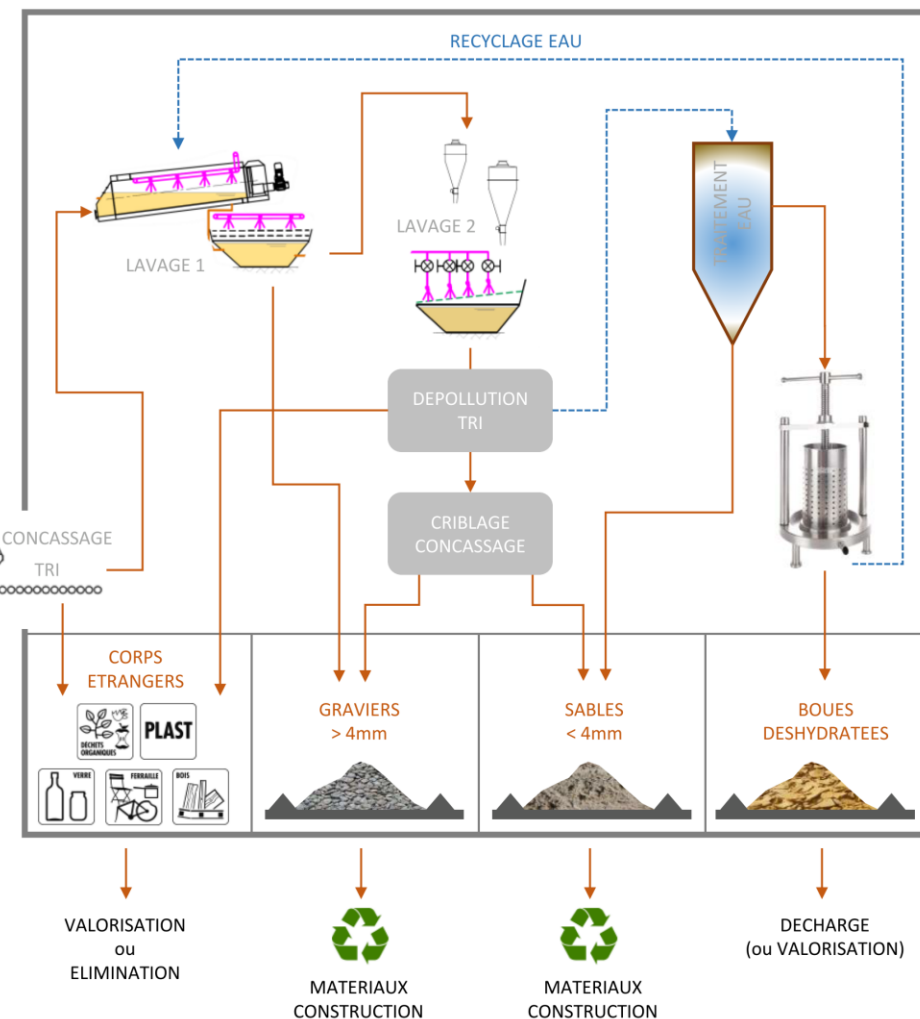 RECYCLAGE EAU
LAVAGE 1
LAVAGE 2
TRAITEMENT
EAU
DEPOLLUTION
TRI
CRIBLAGE
CONCASSAGE
CONCASSAGE
TRI
CORPS
ETRANGERS
DÉCHETS
ORGANIQUES
PLAST
VERRE
FERRAILLE
BOIS
GRAVIERS
> 4mm
SABLES
< 4mm
BOUES
DESHYDRATEES
VALORISATION
ou
ELIMINATION
MATERIAUX
CONSTRUCTION
MATERIAUX
CONSTRUCTION
DECHARGE
(ou VALORISATION)